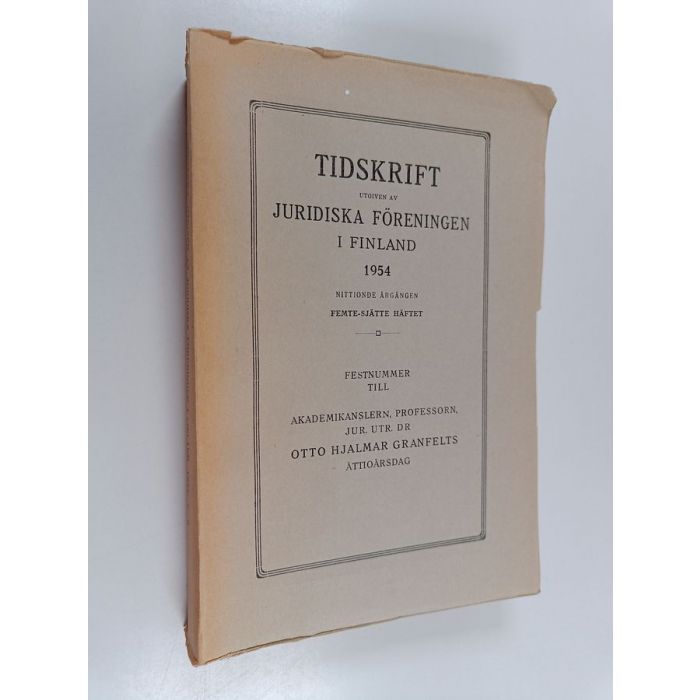 TIDSKRIFT
UTGIVEN AV
JURIDISKA FÖRENINGEN
I FINLAND
1954
NITTIONDE ÅRGÅNGEN
FEMTE-SJÄTTE HÄFTET
FESTNUMMER
TILL
AKADEMIKANSLERN, PROFESSORN,
JUR. UTR. DR
OTTO HJALMAR GRANFELTS
ÅTTIOÅRSDAG